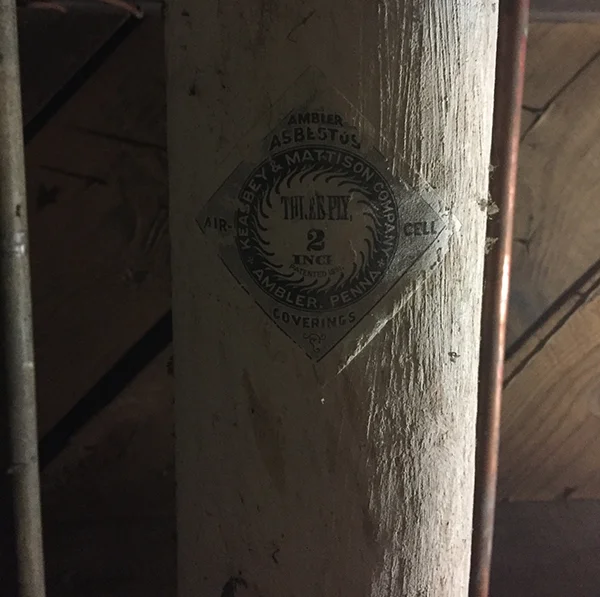 AMBLER
ASBESTOS
KEASBEY & MATTISON COMPANY
AIR-
CELL
2
INCH
AMBLER, PENNA.
COVERINGS